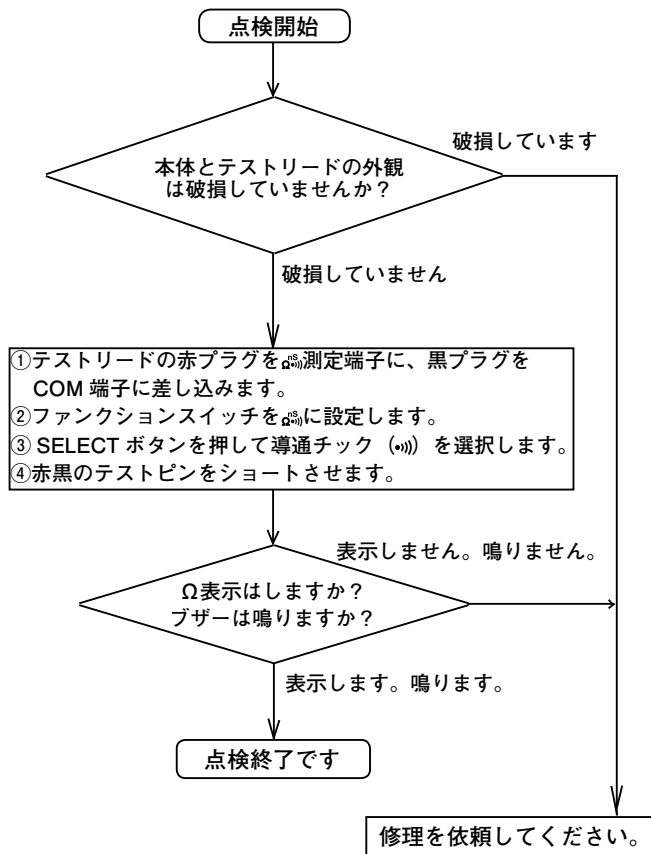 点検開始
破損しています
本体とテストリードの外観
は破損していませんか？
破損していません
①テストリードの赤プラグをΩnS•)))測定端子に、黒プラグを
COM 端子に差し込みます。
②ファンクションスイッチをΩnS•)))に設定します。
③ SELECT ボタンを押して導通チック（•)))）を選択します。
④赤黒のテストピンをショートさせます。
表示しません。鳴りません。
Ω表示はしますか？
ブザーは鳴りますか？
表示します。鳴ります。
点検終了です
修理を依頼してください。